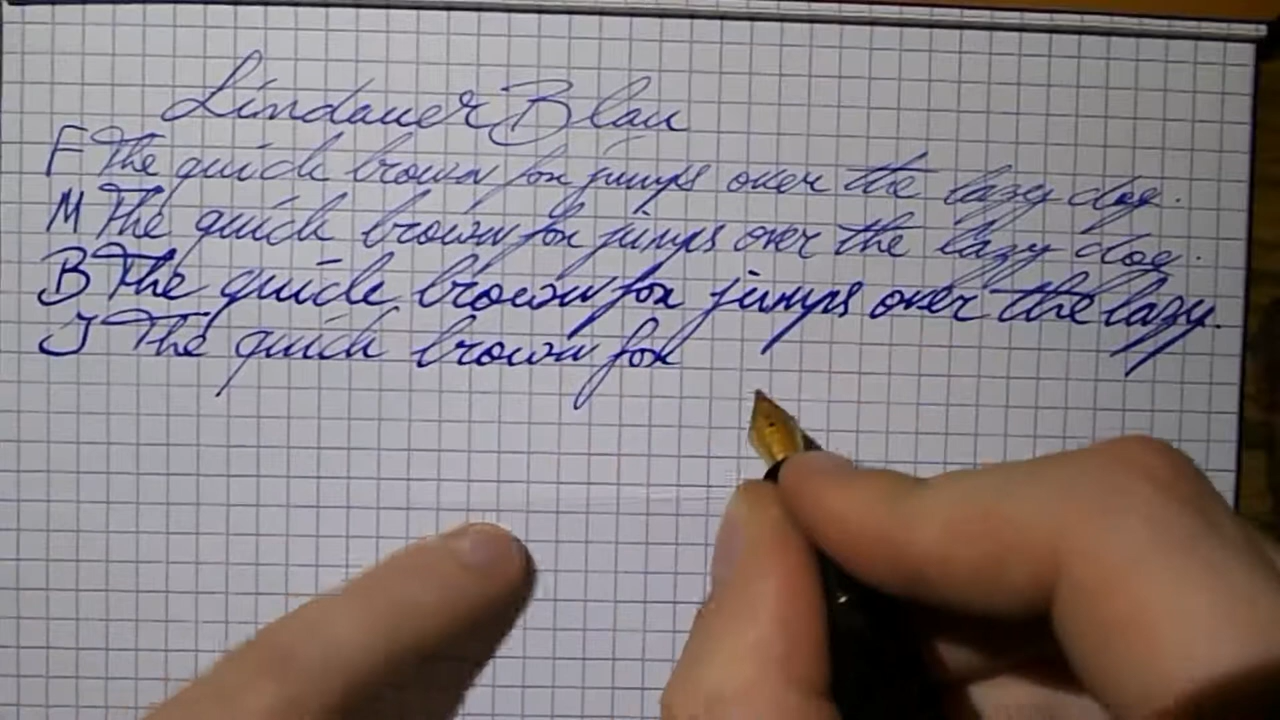 Lindauer Blau
F The quick brown fox jumps over the lazy dog.
M The quick brown fox jumps over the lazy dog.
B The quick brown fox jumps over the lazy.
J The quick brown fox